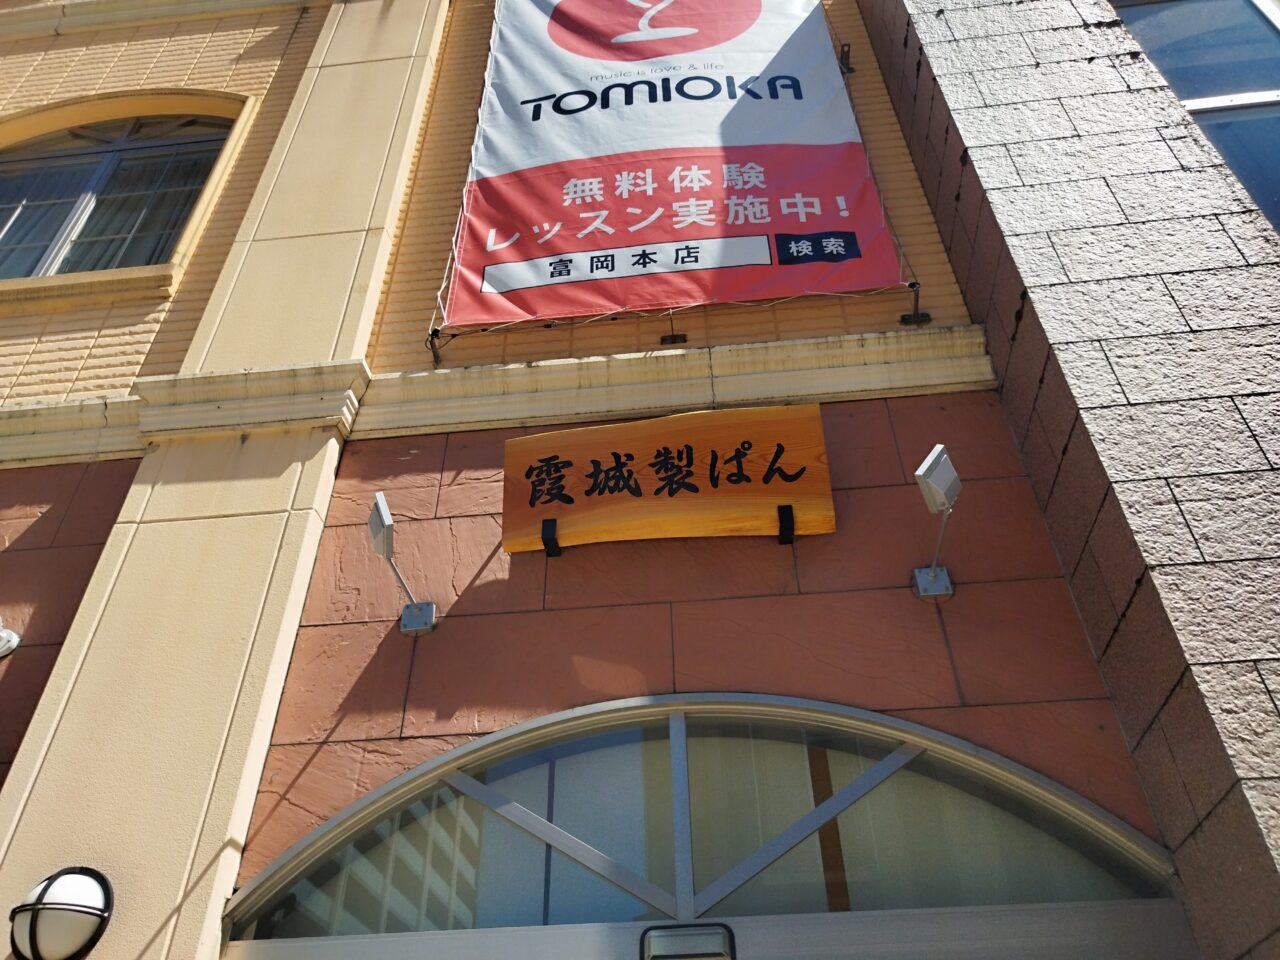 music is love & life
TOMIOKA
無料体験
レッスン実施中!
富岡本店 検索
霞城製ぱん